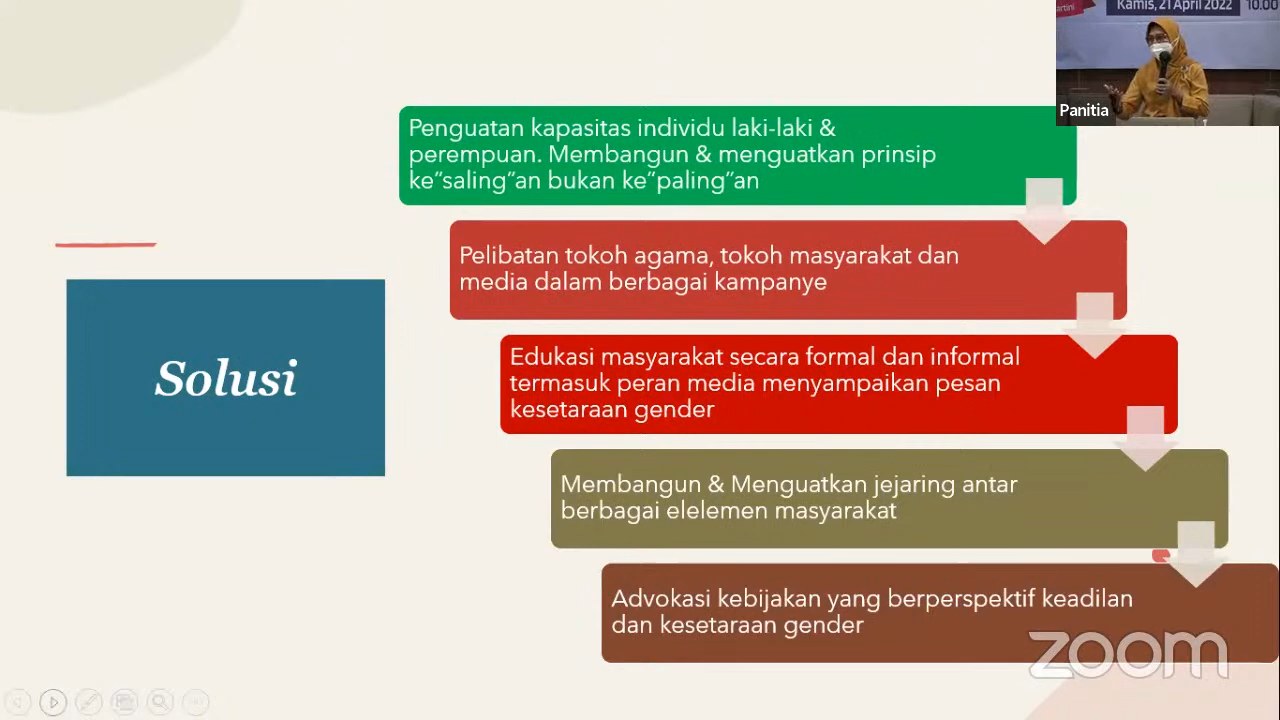 artini
Kamis, 21 April 2022
10.00
Panitia
Penguatan kapasitas individu laki-laki &
perempuan. Membangun & menguatkan prinsip
ke”saling”an bukan ke“paling”an
Pelibatan tokoh agama, tokoh masyarakat dan
media dalam berbagai kampanye
Solusi
Edukasi masyarakat secara formal dan informal
termasuk peran media menyampaikan pesan
kesetaraan gender
Membangun & Menguatkan jejaring antar
berbagai elelemen masyarakat
Advokasi kebijakan yang berperspektif keadilan
dan kesetaraan gender
zoom